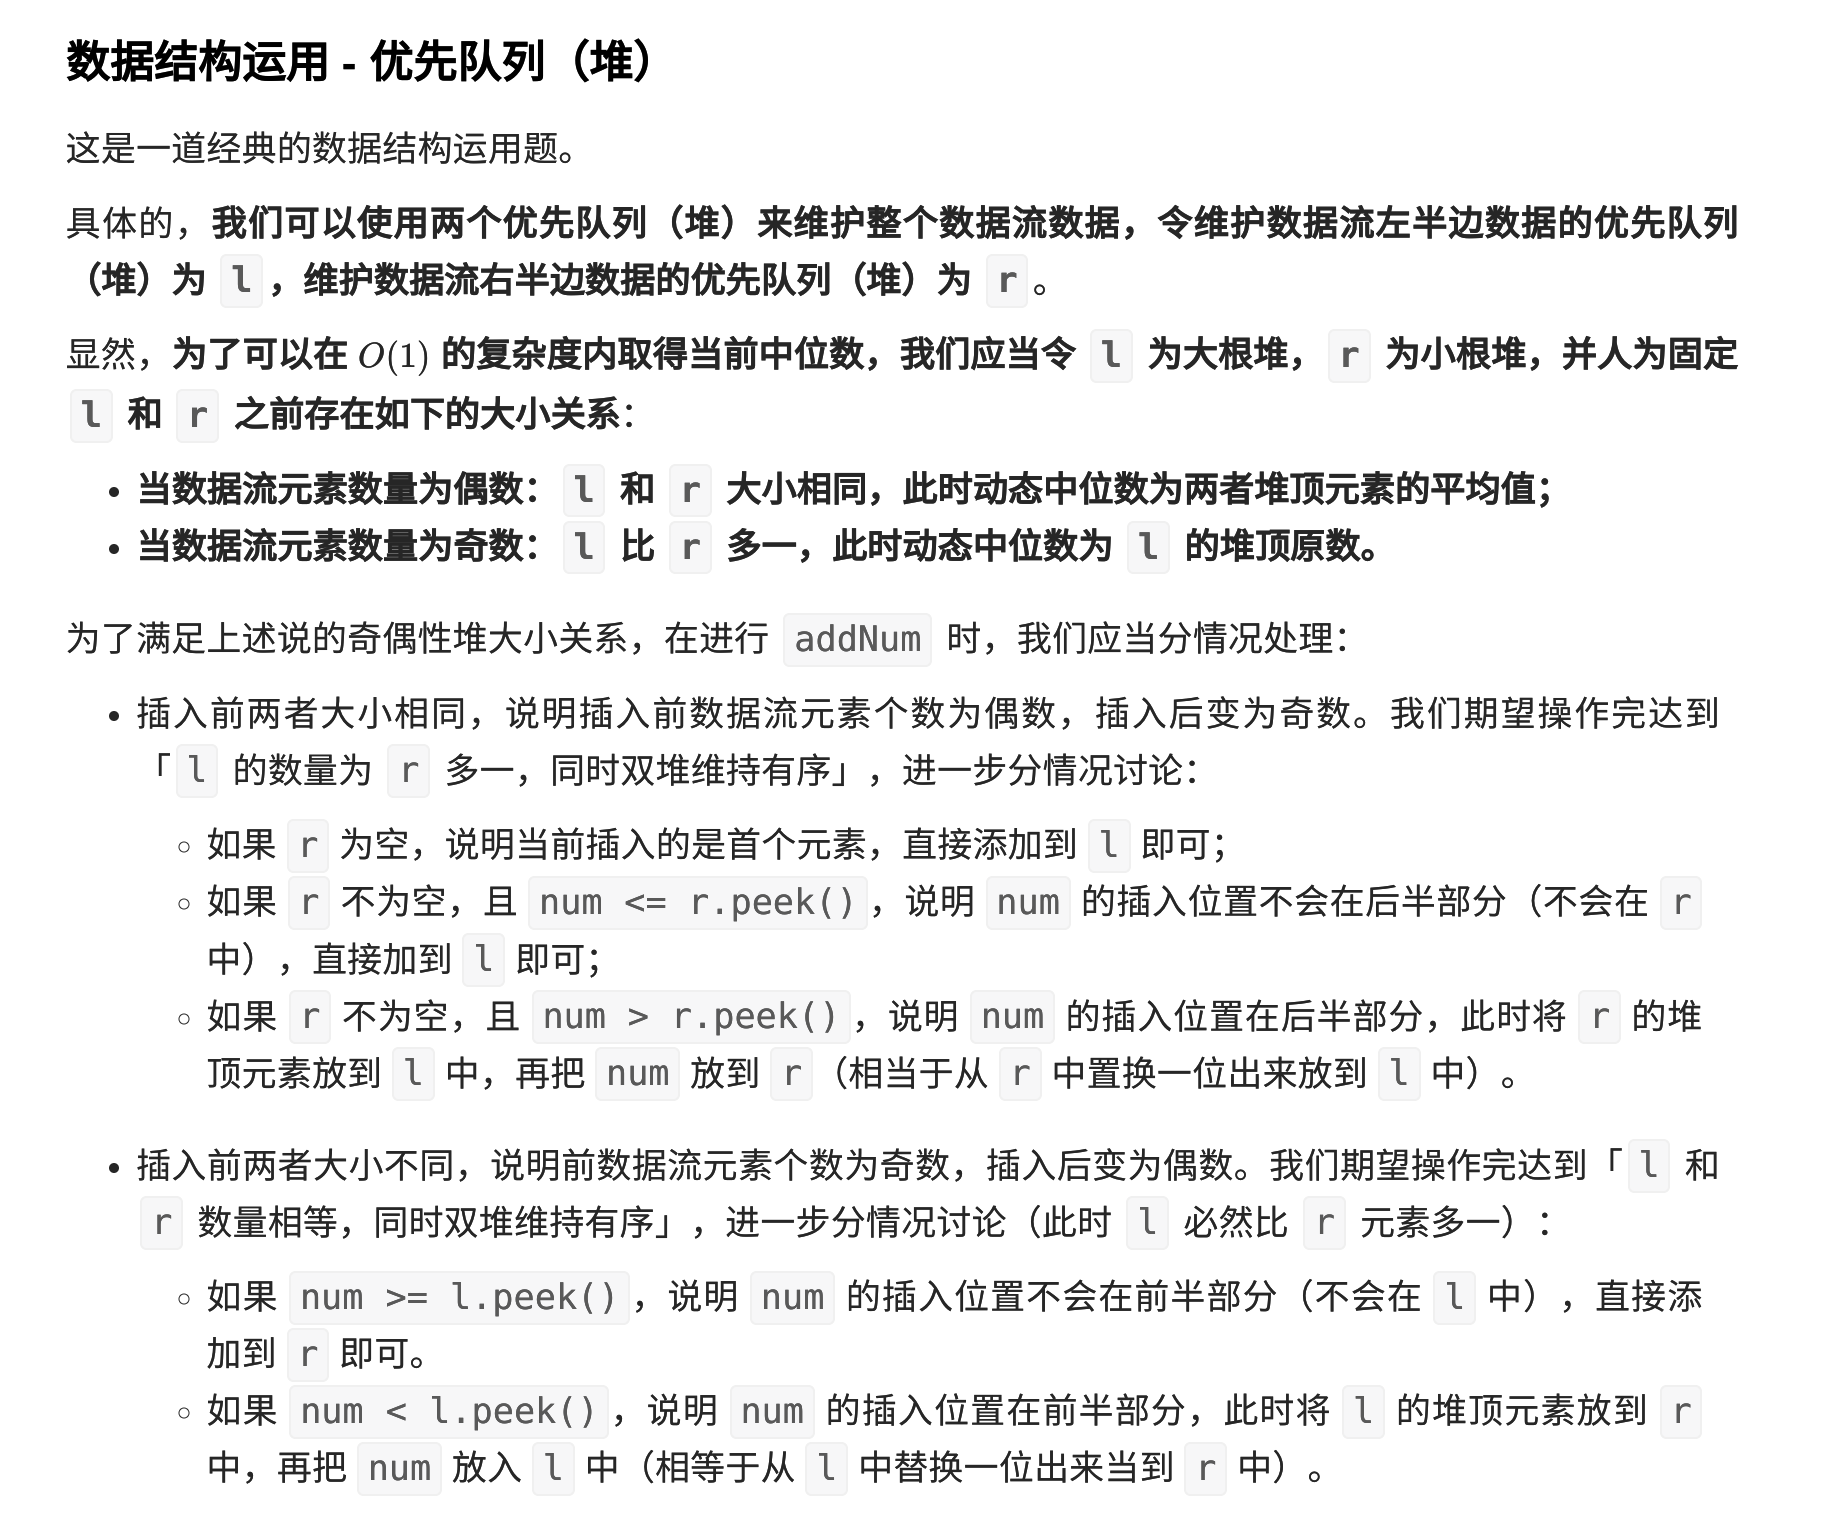 数据结构运用 - 优先队列（堆）
这是一道经典的数据结构运用题。
具体的，我们可以使用两个优先队列（堆）来维护整个数据流数据，令维护数据流左半边数据的优先队列
（堆）为 l，维护数据流右半边数据的优先队列（堆）为 r。
显然，为了可以在 O(1) 的复杂度内取得当前中位数，我们应当令 l 为大根堆，r 为小根堆，并人为固定
l 和 r 之前存在如下的大小关系：
• 当数据流元素数量为偶数：l 和 r 大小相同，此时动态中位数为两者堆顶元素的平均值；
• 当数据流元素数量为奇数：l 比 r 多一，此时动态中位数为 l 的堆顶原数。
为了满足上述说的奇偶性堆大小关系，在进行 addNum 时，我们应当分情况处理：
• 插入前两者大小相同，说明插入前数据流元素个数为偶数，插入后变为奇数。我们期望操作完达到
「l 的数量为 r 多一，同时双堆维持有序」，进一步分情况讨论：
◦ 如果 r 为空，说明当前插入的是首个元素，直接添加到 l 即可；
◦ 如果 r 不为空，且 num <= r.peek()，说明 num 的插入位置不会在后半部分（不会在 r
中），直接加到 l 即可；
◦ 如果 r 不为空，且 num > r.peek()，说明 num 的插入位置在后半部分，此时将 r 的堆
顶元素放到 l 中，再把 num 放到 r（相当于从 r 中置换一位出来放到 l 中）。
• 插入前两者大小不同，说明前数据流元素个数为奇数，插入后变为偶数。我们期望操作完达到「l 和
r 数量相等，同时双堆维持有序」，进一步分情况讨论（此时 l 必然比 r 元素多一）：
◦ 如果 num >= l.peek()，说明 num 的插入位置不会在前半部分（不会在 l 中），直接添
加到 r 即可。
◦ 如果 num < l.peek()，说明 num 的插入位置在前半部分，此时将 l 的堆顶元素放到 r
中，再把 num 放入 l 中（相等于从 l 中替换一位出来当到 r 中）。